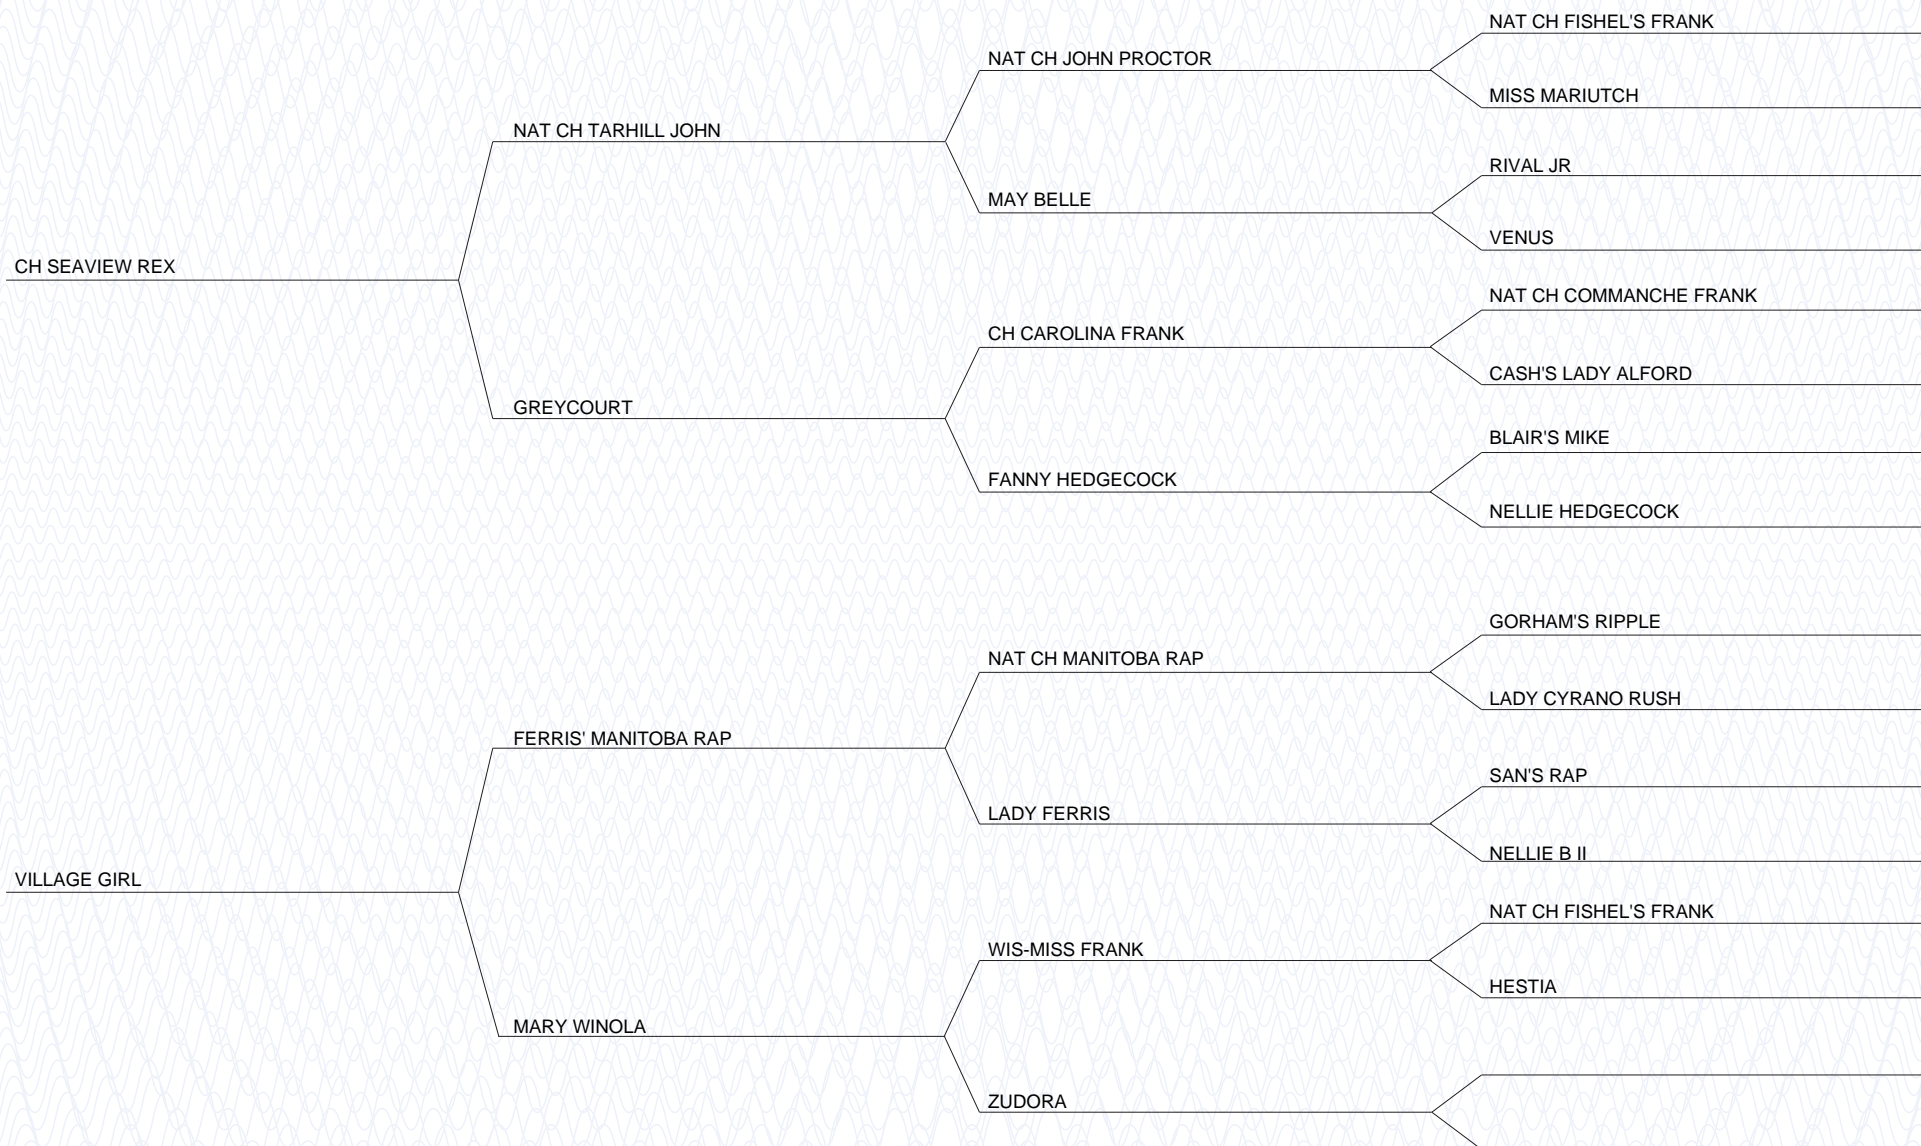 NAT CH FISHEL'S FRANK
NAT CH JOHN PROCTOR
MISS MARIUTCH
NAT CH TARHILL JOHN
RIVAL JR
MAY BELLE
VENUS
CH SEAVIEW REX
NAT CH COMMANCHE FRANK
CH CAROLINA FRANK
CASH'S LADY ALFORD
GREYCOURT
BLAIR'S MIKE
FANNY HEDGECOCK
NELLIE HEDGECOCK
GORHAM'S RIPPLE
NAT CH MANITOBA RAP
LADY CYRANO RUSH
FERRIS' MANITOBA RAP
SAN'S RAP
LADY FERRIS
NELLIE B II
VILLAGE GIRL
NAT CH FISHEL'S FRANK
WIS-MISS FRANK
HESTIA
MARY WINOLA
ZUDORA